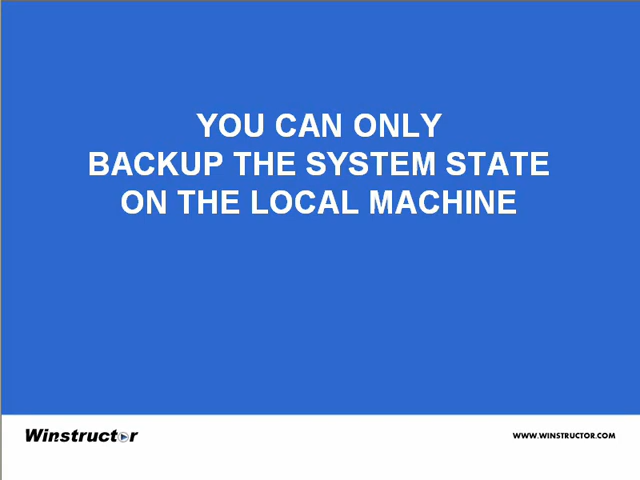 YOU CAN ONLY
BACKUP THE SYSTEM STATE
ON THE LOCAL MACHINE
Winstructor
WWW.WINSTRUCTOR.COM